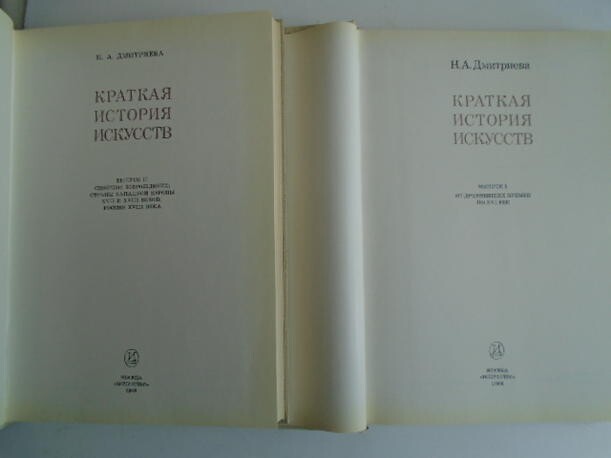 Н. А. ДМИТРИЕВА
КРАТКАЯ
ИСТОРИЯ
ИСКУССТВ
ВЫПУСК II
СЕВЕРНОЕ ВОЗРОЖДЕНИЕ;
СТРАНЫ ЗАПАДНОЙ ЕВРОПЫ
XVII И XVIII ВЕКОВ;
РОССИЯ XVIII ВЕКА
МОСКВА
«ИСКУССТВО»
Н.А.Дмитриева
КРАТКАЯ
ИСТОРИЯ
ИСКУССТВ
ВЫПУСК I
ОТ ДРЕВНЕЙШИХ ВРЕМЕН
ПО XVI ВЕК
МОСКВА
«ИСКУССТВО»